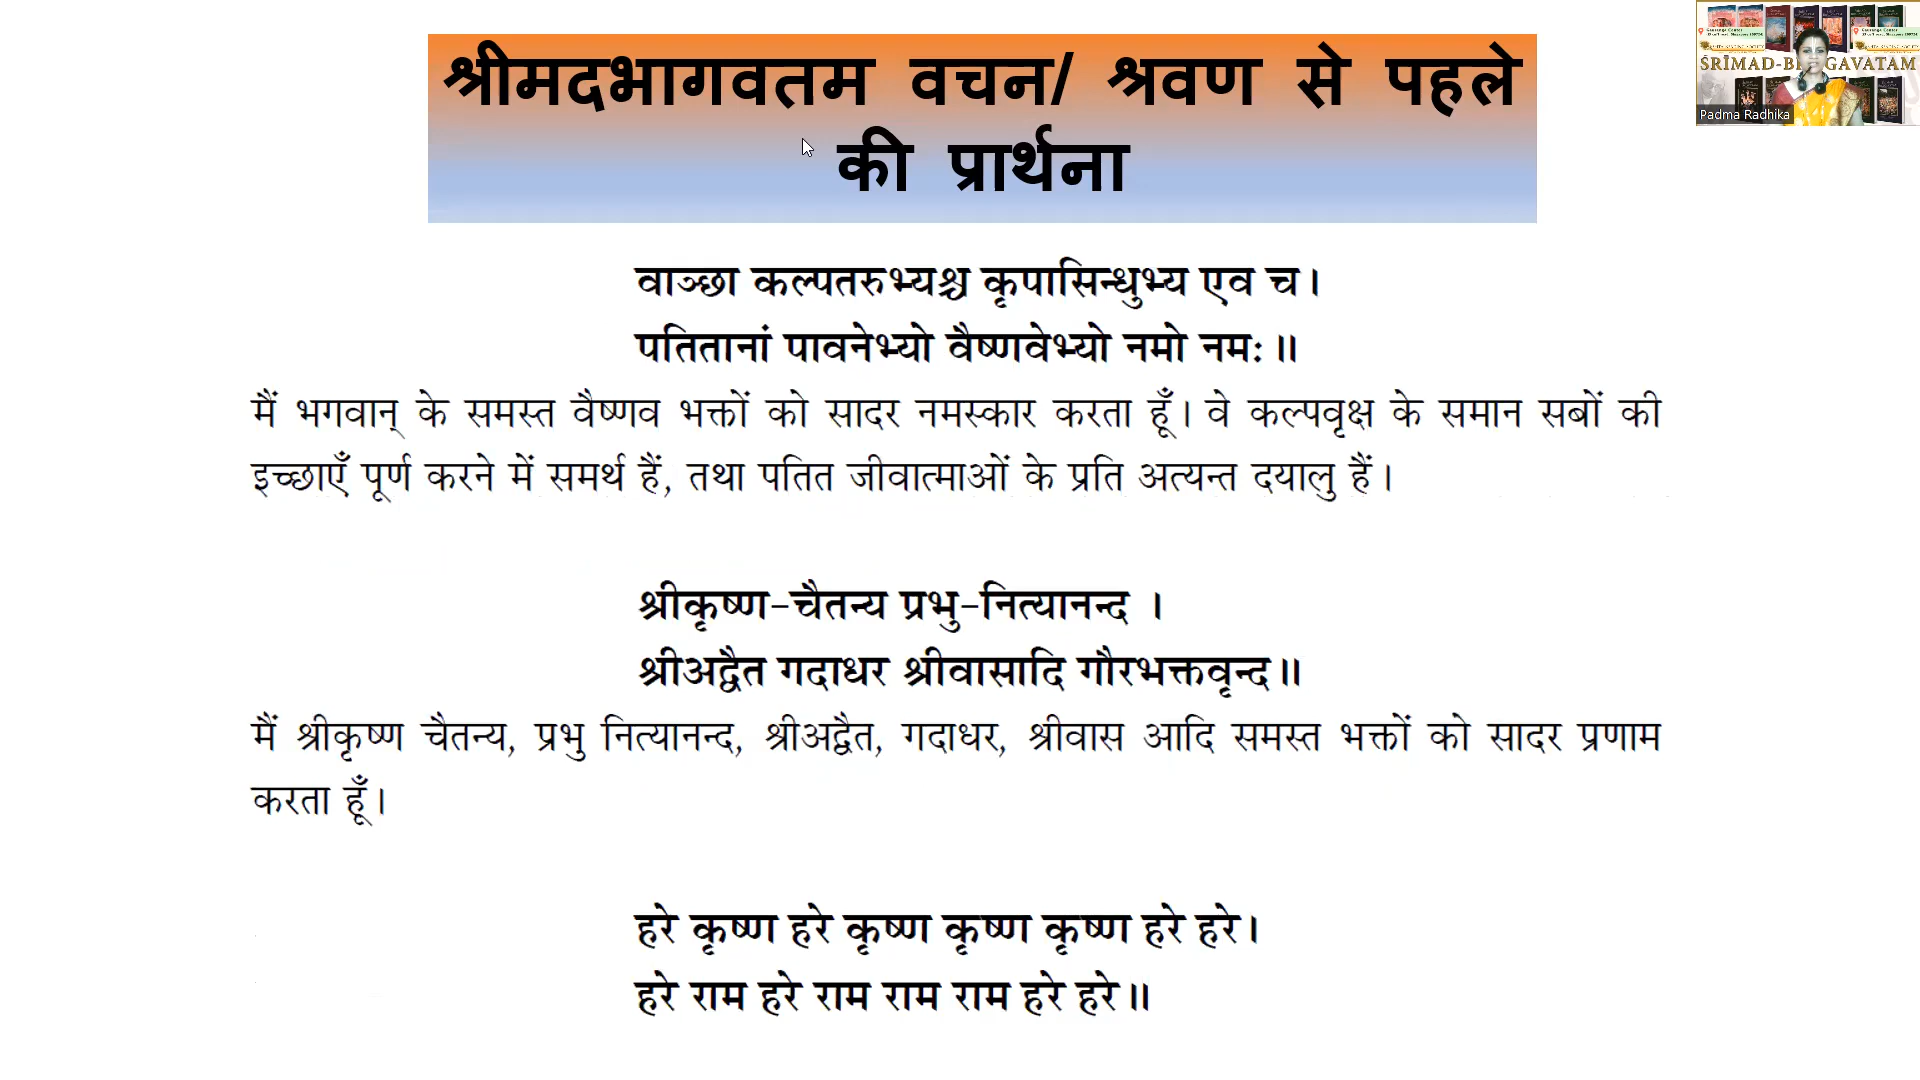 श्रीमदभागवतम वचन/ श्रवण से पहले
की प्रार्थना
वाञ्छा कल्पतरुभ्यश्च कृपासिन्धुभ्य एव च।
पतितानां पावनेभ्यो वैष्णवेभ्यो नमो नमः॥
मैं भगवान् के समस्त वैष्णव भक्तों को सादर नमस्कार करता हूँ। वे कल्पवृक्ष के समान सबों की
इच्छाएँ पूर्ण करने में समर्थ हैं, तथा पतित जीवात्माओं के प्रति अत्यन्त दयालु हैं।
श्रीकृष्ण-चैतन्य प्रभु-नित्यानन्द ।
श्रीअद्वैत गदाधर श्रीवासादि गौरभक्तवृन्द॥
मैं श्रीकृष्ण चैतन्य, प्रभु नित्यानन्द, श्रीअद्वैत, गदाधर, श्रीवास आदि समस्त भक्तों को सादर प्रणाम
करता हूँ।
हरे कृष्ण हरे कृष्ण कृष्ण कृष्ण हरे हरे।
हरे राम हरे राम राम राम हरे हरे॥
Padma Radhika